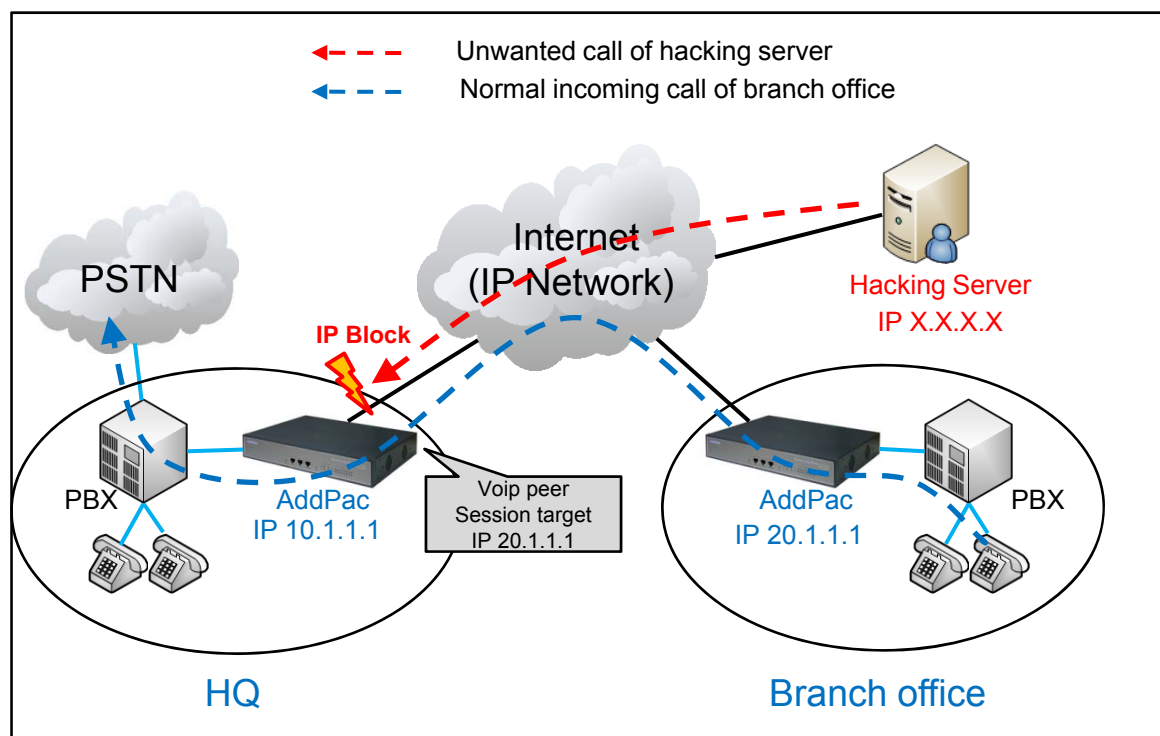 Unwanted call of hacking server
Normal incoming call of branch office
Internet
(IP Network)
PSTN
Hacking Server
IP X.X.X.X
IP Block
PBX
AddPac
IP 10.1.1.1
Voip peer
Session target
IP 20.1.1.1
AddPac
IP 20.1.1.1
PBX
HQ
Branch office